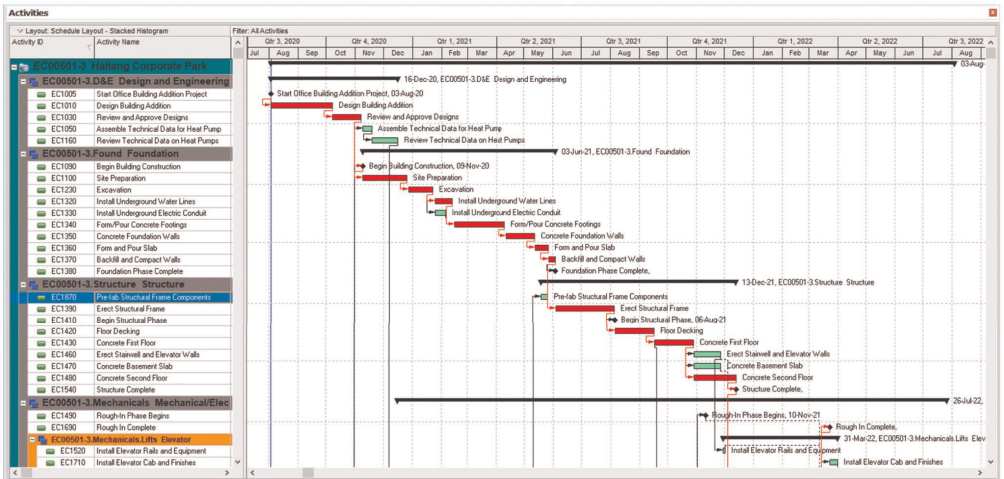 Activities
Layout: Schedule Layout - Stacked Histogram Filter: All Activities
Activity ID Activity Name Qtr 3, 2020 Qtr 4, 2020 Qtr 1, 2021 Qtr 2, 2021 Qtr 3, 2021 Qtr 4, 2021 Qtr 1, 2022 Qtr 2, 2022 Qtr 3, 2022
Jul Aug Sep Oct Nov Dec Jan Feb Mar Apr May Jun Jul Aug Sep Oct Nov Dec Jan Feb Mar Apr May Jun Jul Aug
EC00501-3 Haitang Corporate Park 03-Aug-
EC00501-3.D&E Design and Engineering 16-Dec-20, EC00501-3.D&E Design and Engineering
EC1005 Start Office Building Addition Project Start Office Building Addition Project, 03-Aug-20
EC1010 Design Building Addition Design Building Addition
EC1030 Review and Approve Designs Review and Approve Designs
EC1050 Assemble Technical Data for Heat Pump Assemble Technical Data for Heat Pump
EC1160 Review Technical Data on Heat Pumps Review Technical Data on Heat Pumps
EC00501-3.Found Foundation 03-Jun-21, EC00501-3.Found Foundation
EC1090 Begin Building Construction Begin Building Construction, 09-Nov-20
EC1100 Site Preparation Site Preparation
EC1230 Excavation Excavation
EC1320 Install Underground Water Lines Install Underground Water Lines
EC1330 Install Underground Electric Conduit Install Underground Electric Conduit
EC1340 Form/Pour Concrete Footings Form/Pour Concrete Footings
EC1350 Concrete Foundation Walls Concrete Foundation Walls
EC1360 Form and Pour Slab Form and Pour Slab
EC1370 Backfill and Compact Walls Backfill and Compact Walls
EC1380 Foundation Phase Complete Foundation Phase Complete,
EC00501-3.Structure Structure 13-Dec-21, EC00501-3.Structure Structure
EC1870 Pre-fab Structural Frame Components Pre-fab Structural Frame Components
EC1390 Erect Structural Frame Erect Structural Frame
EC1410 Begin Structural Phase Begin Structural Phase, 06-Aug-21
EC1420 Floor Decking Floor Decking
EC1430 Concrete First Floor Concrete First Floor
EC1460 Erect Stairwell and Elevator Walls Erect Stairwell and Elevator Walls
EC1470 Concrete Basement Slab Concrete Basement Slab
EC1480 Concrete Second Floor Concrete Second Floor
EC1540 Structure Complete Structure Complete,
EC00501-3.Mechanicals Mechanical/Elec 26-Jul-22,
EC1490 Rough-In Phase Begins Rough-In Phase Begins, 10-Nov-21
EC1690 Rough In Complete Rough In Complete,
EC00501-3.Mechanicals.Lifts Elevator 31-Mar-22, EC00501-3.Mechanicals.Lifts Elev
EC1520 Install Elevator Rails and Equipment Install Elevator Rails and Equipment
EC1710 Install Elevator Cab and Finishes Install Elevator Cab and Finishes